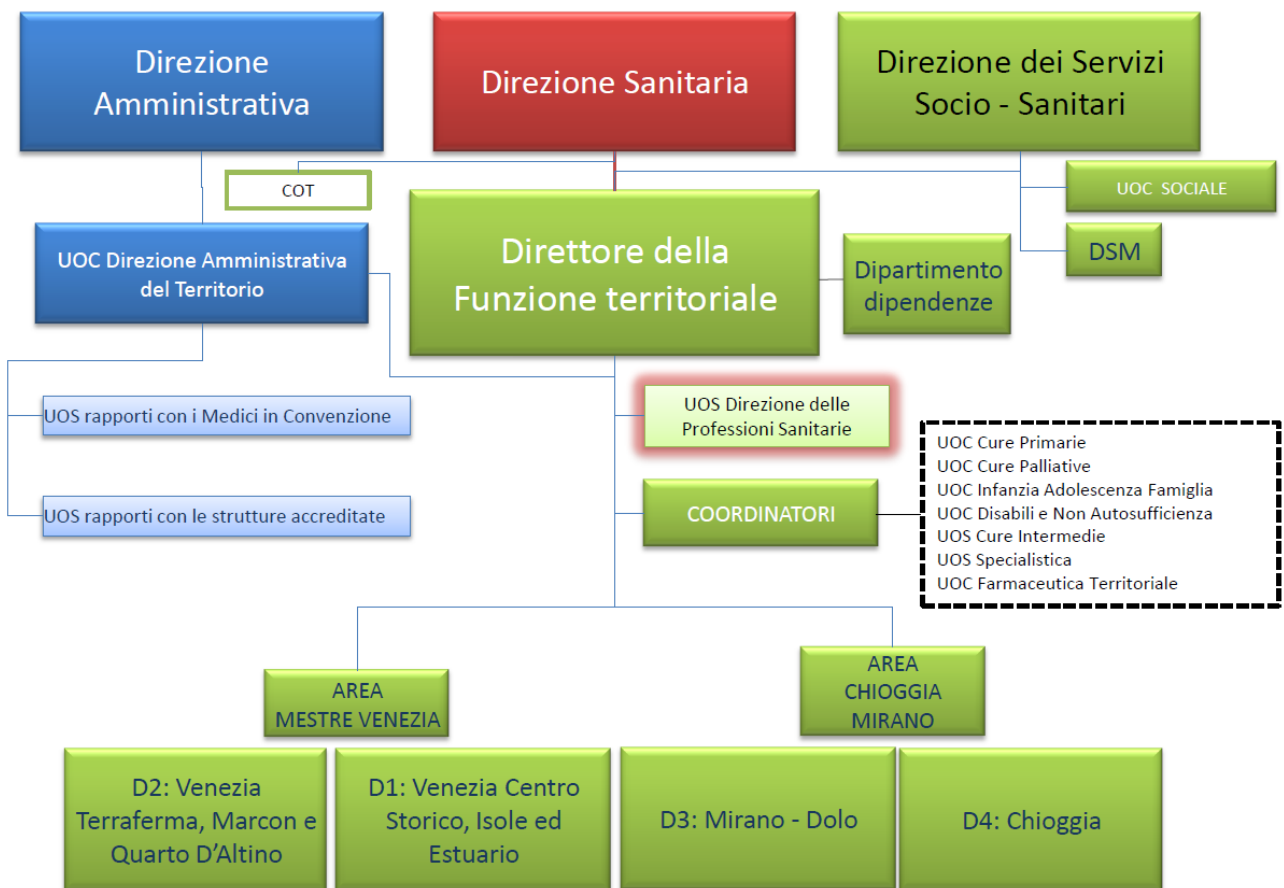 Direzione
Amministrativa
Direzione Sanitaria
Direzione dei Servizi
Socio - Sanitari
COT
UOC SOCIALE
UOC Direzione Amministrativa
del Territorio
Direttore della
Funzione territoriale
Dipartimento
dipendenze
DSM
UOS rapporti con i Medici in Convenzione
UOS Direzione delle
Professioni Sanitarie
UOS rapporti con le strutture accreditate
COORDINATORI
UOC Cure Primarie
UOC Cure Palliative
UOC Infanzia Adolescenza Famiglia
UOC Disabili e Non Autosufficienza
UOS Cure Intermedie
UOS Specialistica
UOC Farmaceutica Territoriale
AREA
MESTRE VENEZIA
AREA
CHIOGGIA
MIRANO
D2: Venezia
Terraferma, Marcon e
Quarto D’Altino
D1: Venezia Centro
Storico, Isole ed
Estuario
D3: Mirano - Dolo
D4: Chioggia